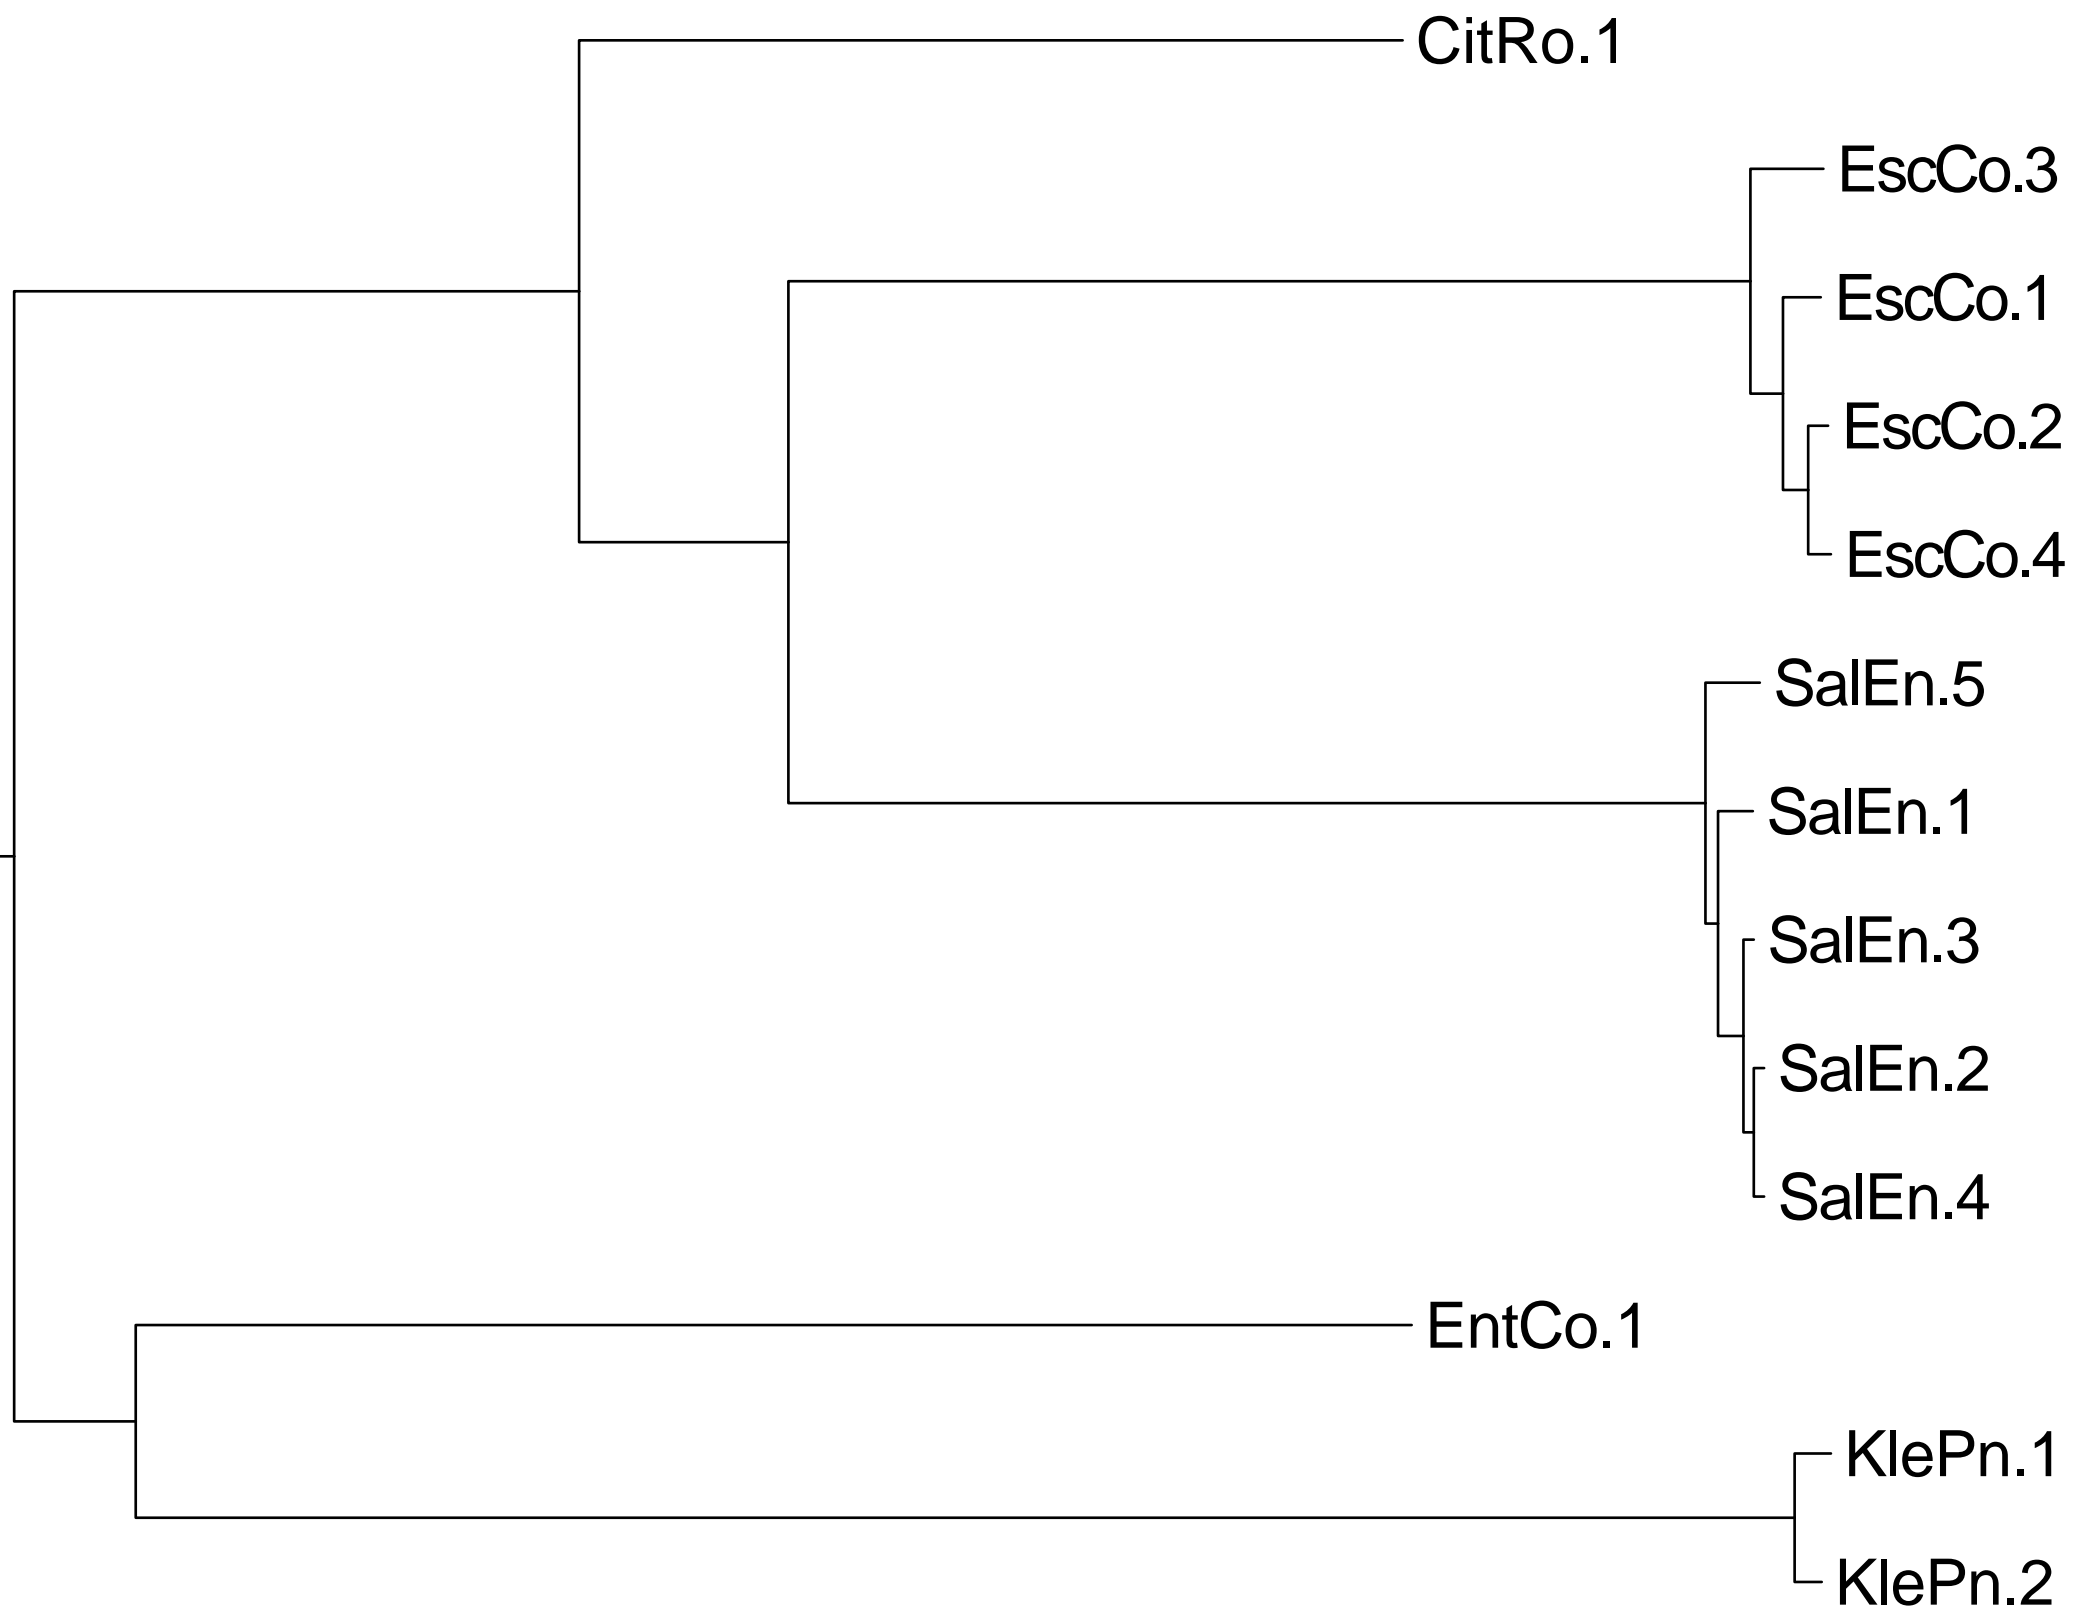 CitRo.1
EscCo.3
EscCo.1
EscCo.2
EscCo.4
SalEn.5
SalEn.1
SalEn.3
SalEn.2
SalEn.4
EntCo.1
KlePn.1
KlePn.2